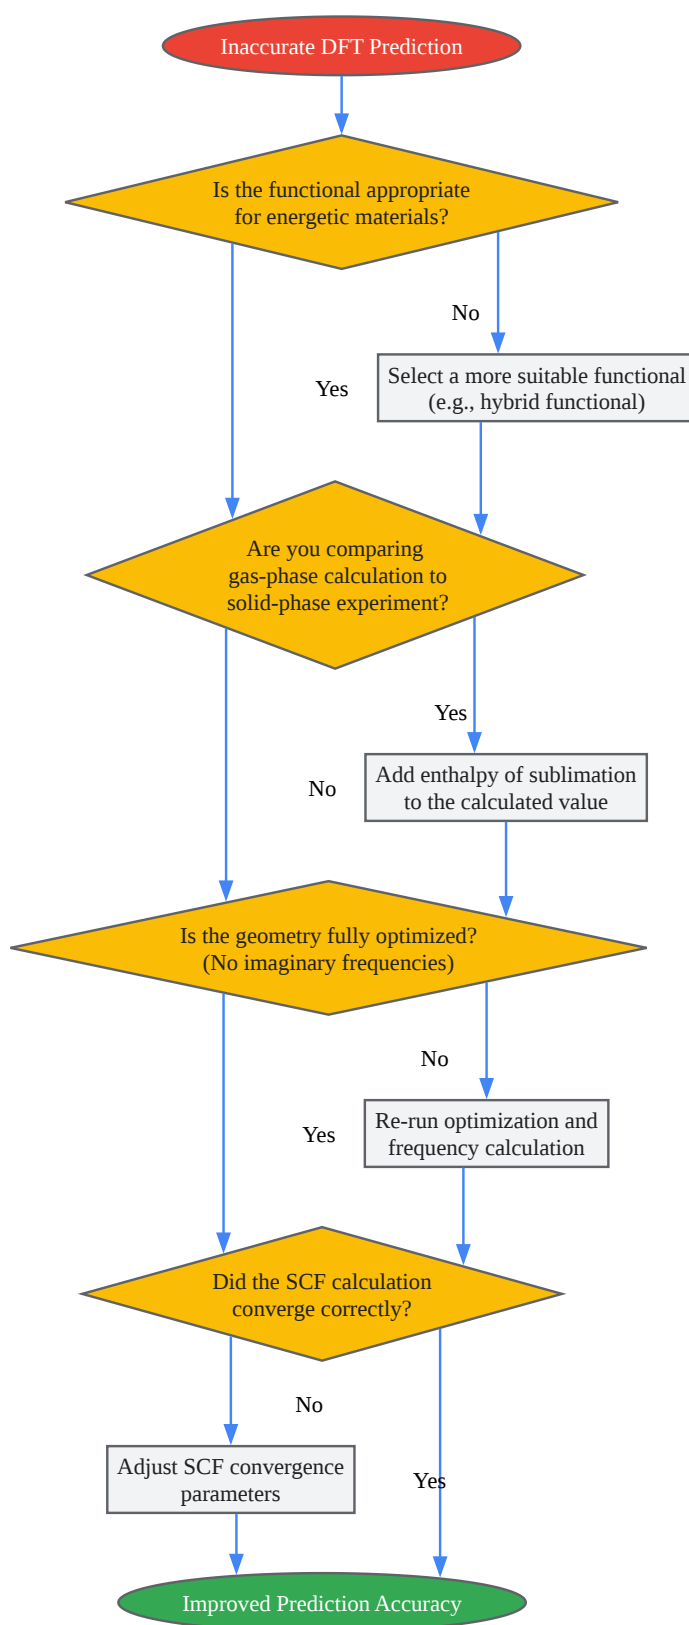 Inaccurate DFT Prediction
Is the functional appropriate
for energetic materials?
No
Yes
Select a more suitable functional
(e.g., hybrid functional)
Are you comparing
gas-phase calculation to
solid-phase experiment?
Yes
No
Add enthalpy of sublimation
to the calculated value
Is the geometry fully optimized?
(No imaginary frequencies)
No
Yes
Re-run optimization and
frequency calculation
Did the SCF calculation
converge correctly?
No
Adjust SCF convergence
parameters
Yes
Improved Prediction Accuracy